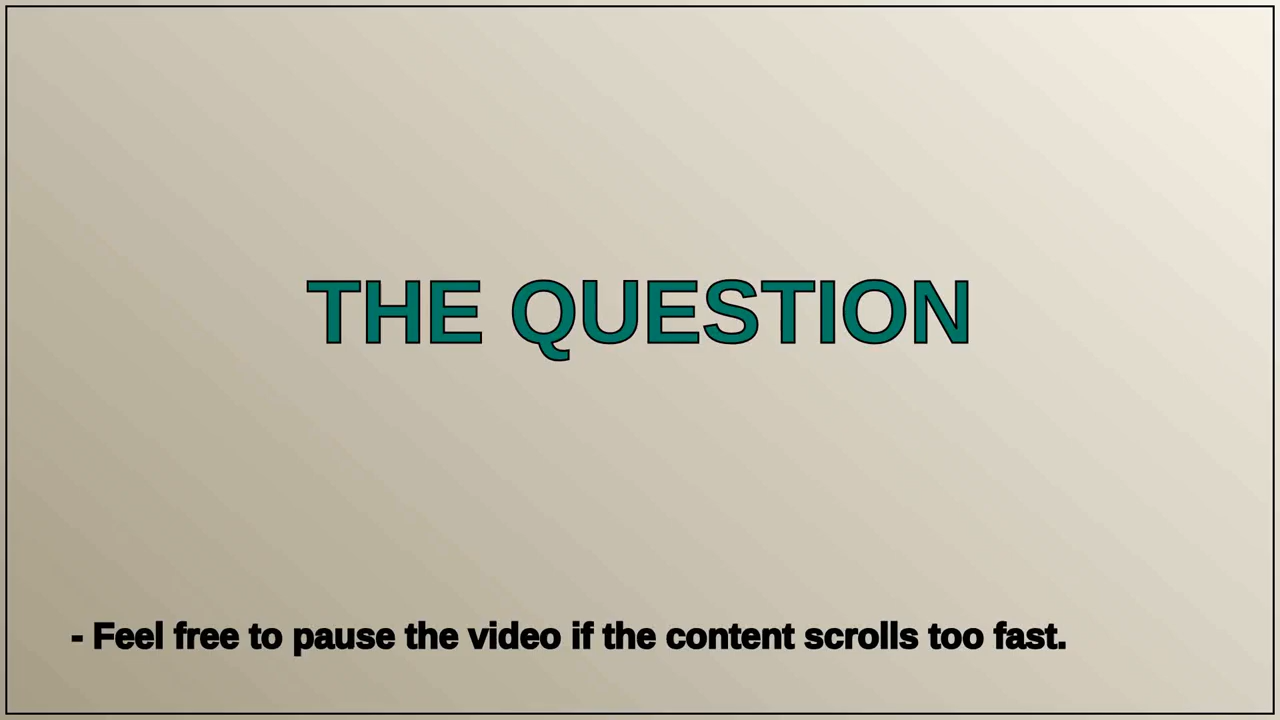 THE QUESTION
- Feel free to pause the video if the content scrolls too fast.